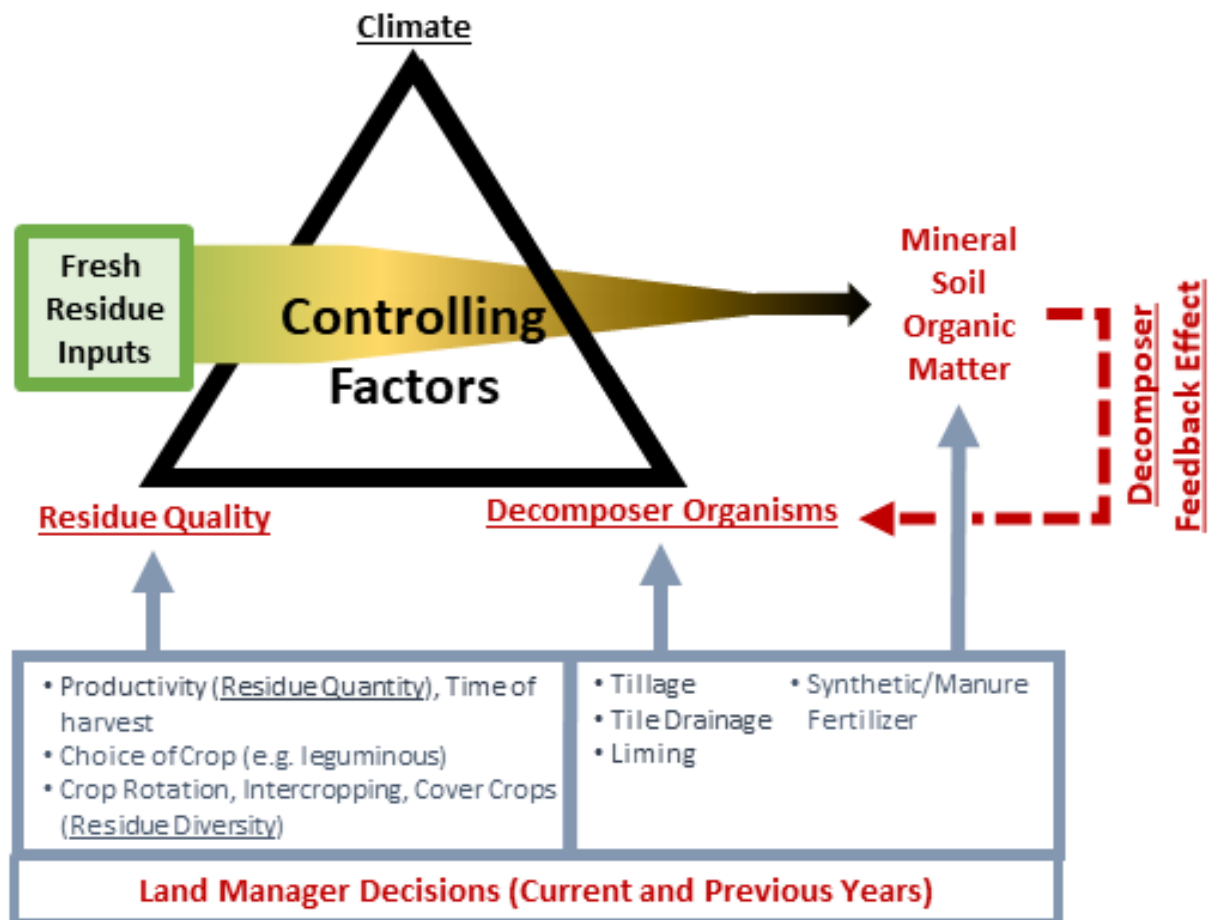 Climate
Fresh
Residue
Inputs
Controlling
Factors
Mineral
Soil
Organic
Matter
Decomposer
Feedback Effect
Residue Quality
Decomposer Organisms
• Productivity (Residue Quantity), Time of
harvest
• Choice of Crop (e.g. leguminous)
• Crop Rotation, Intercropping, Cover Crops
(Residue Diversity)
• Tillage
• Tile Drainage
• Liming
• Synthetic/Manure
Fertilizer
Land Manager Decisions (Current and Previous Years)